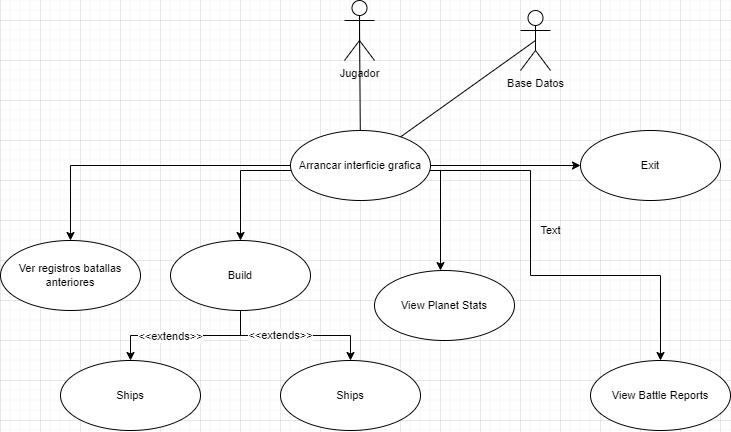 Jugador
Base Datos
Arrancar interficie grafica
Exit
Text
Ver registros batallas
anteriores
Build
View Planet Stats
<<extends>>
<<extends>>
Ships
Ships
View Battle Reports